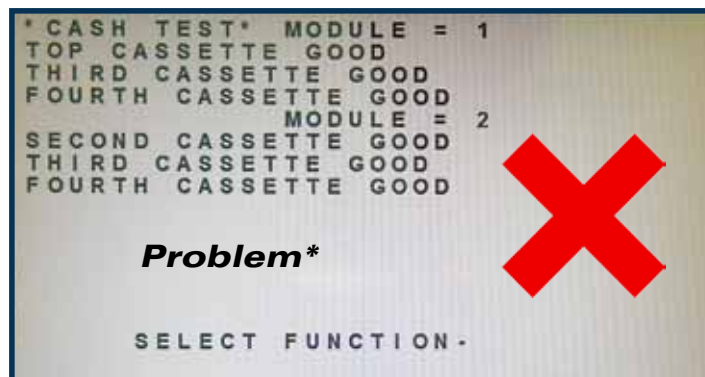 *CASH TEST* MODULE = 1
TOP CASSETTE GOOD
THIRD CASSETTE GOOD
FOURTH CASSETTE GOOD
MODULE = 2
SECOND CASSETTE GOOD
THIRD CASSETTE GOOD
FOURTH CASSETTE GOOD
Problem*
SELECT FUNCTION-